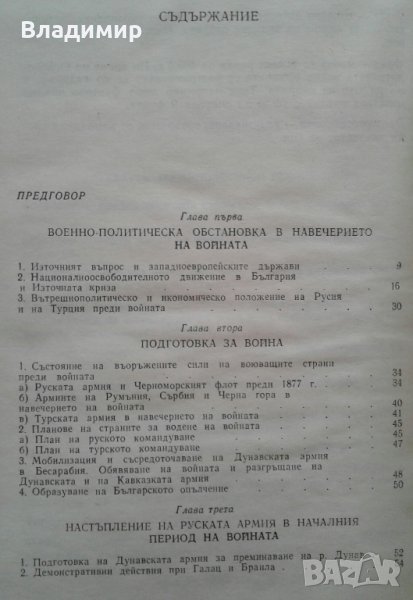 Владимир
СЪДЪРЖАНИЕ
ПРЕДГОВОР
Глава първа
ВОЕННО-ПОЛИТИЧЕСКА ОБСТАНОВКА В НАВЕЧЕРИЕТО
НА ВОЙНАТА
1. Източният въпрос и западноевропейските държави . . . . 9
2. Националноосвободителното движение в България
и Източната криза . . . . 16
3. Вътрешнополитическо и икономическо положение на Русия
и на Турция преди войната . . . . 30
Глава втора
ПОДГОТОВКА ЗА ВОЙНА
1. Състояние на въоръжените сили на воюващите страни
преди войната . . . . 34
а) Руската армия и Черноморският флот преди 1877 г. . . 34
б) Армиите на Румъния, Сърбия и Черна гора в
навечерието на войната . . . . 40
в) Турската армия в навечерието на войната . . . . 41
2. Планове на страните за водене на войната . . . . 45
а) План на руското командуване . . . . 45
б) План на турското командуване . . . . 47
3. Мобилизация и съсредоточаване на Дунавската армия
в Бесарабия. Обявяване на войната и разгръщане на
Дунавската и на Кавказката армия . . . . 48
4. Образуване на Българското опълчение . . . . 50
Глава трета
НАСТЪПЛЕНИЕ НА РУСКАТА АРМИЯ В НАЧАЛНИЯ
ПЕРИОД НА ВОЙНАТА
1. Подготовка на Дунавската армия за преминаване на р. Дунав . 52
2. Демонстративни действия при Галац и Браила . . . . 54
BAZAR